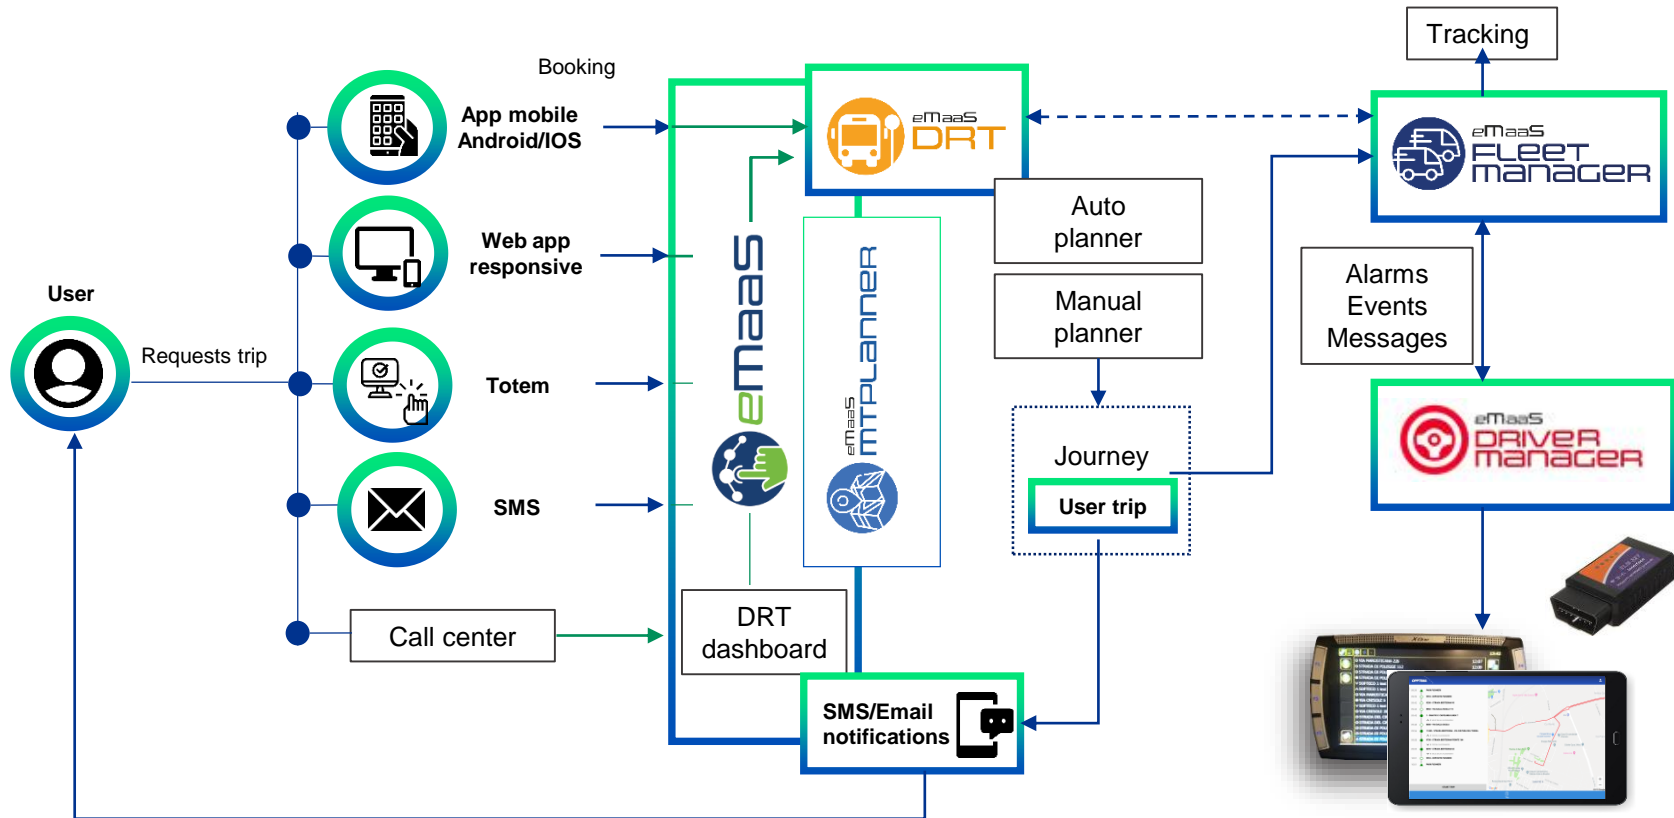 Tracking
Booking
App mobile
Android/IOS
eMaaS
DRT
eMaaS
FLEET
MANAGER
Auto
planner
Web app
responsive
Alarms
Events
Messages
Manual
planner
User
Requests trip
eMaaS
eMaaS
MTPLANNER
Totem
eMaaS
DRIVER
MANAGER
Journey
User trip
SMS
Call center
DRT
dashboard
SMS/Email
notifications